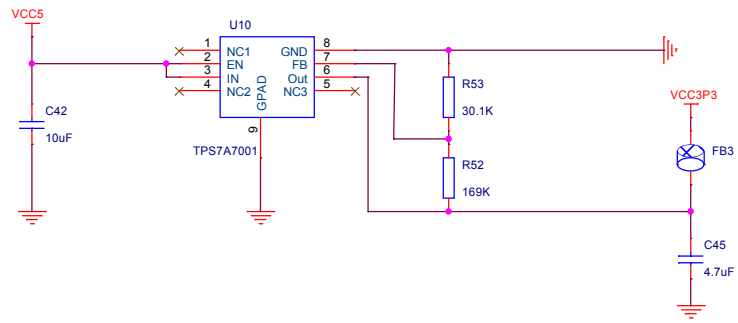 VCC5
U10
1 NC1 GND 8
2 EN FB 7
3 IN Out 6
4 NC2 NC3 5
GPAD
9
TPS7A7001
C42
10uF
R53
30.1K
R52
169K
VCC3P3
FB3
C45
4.7uF